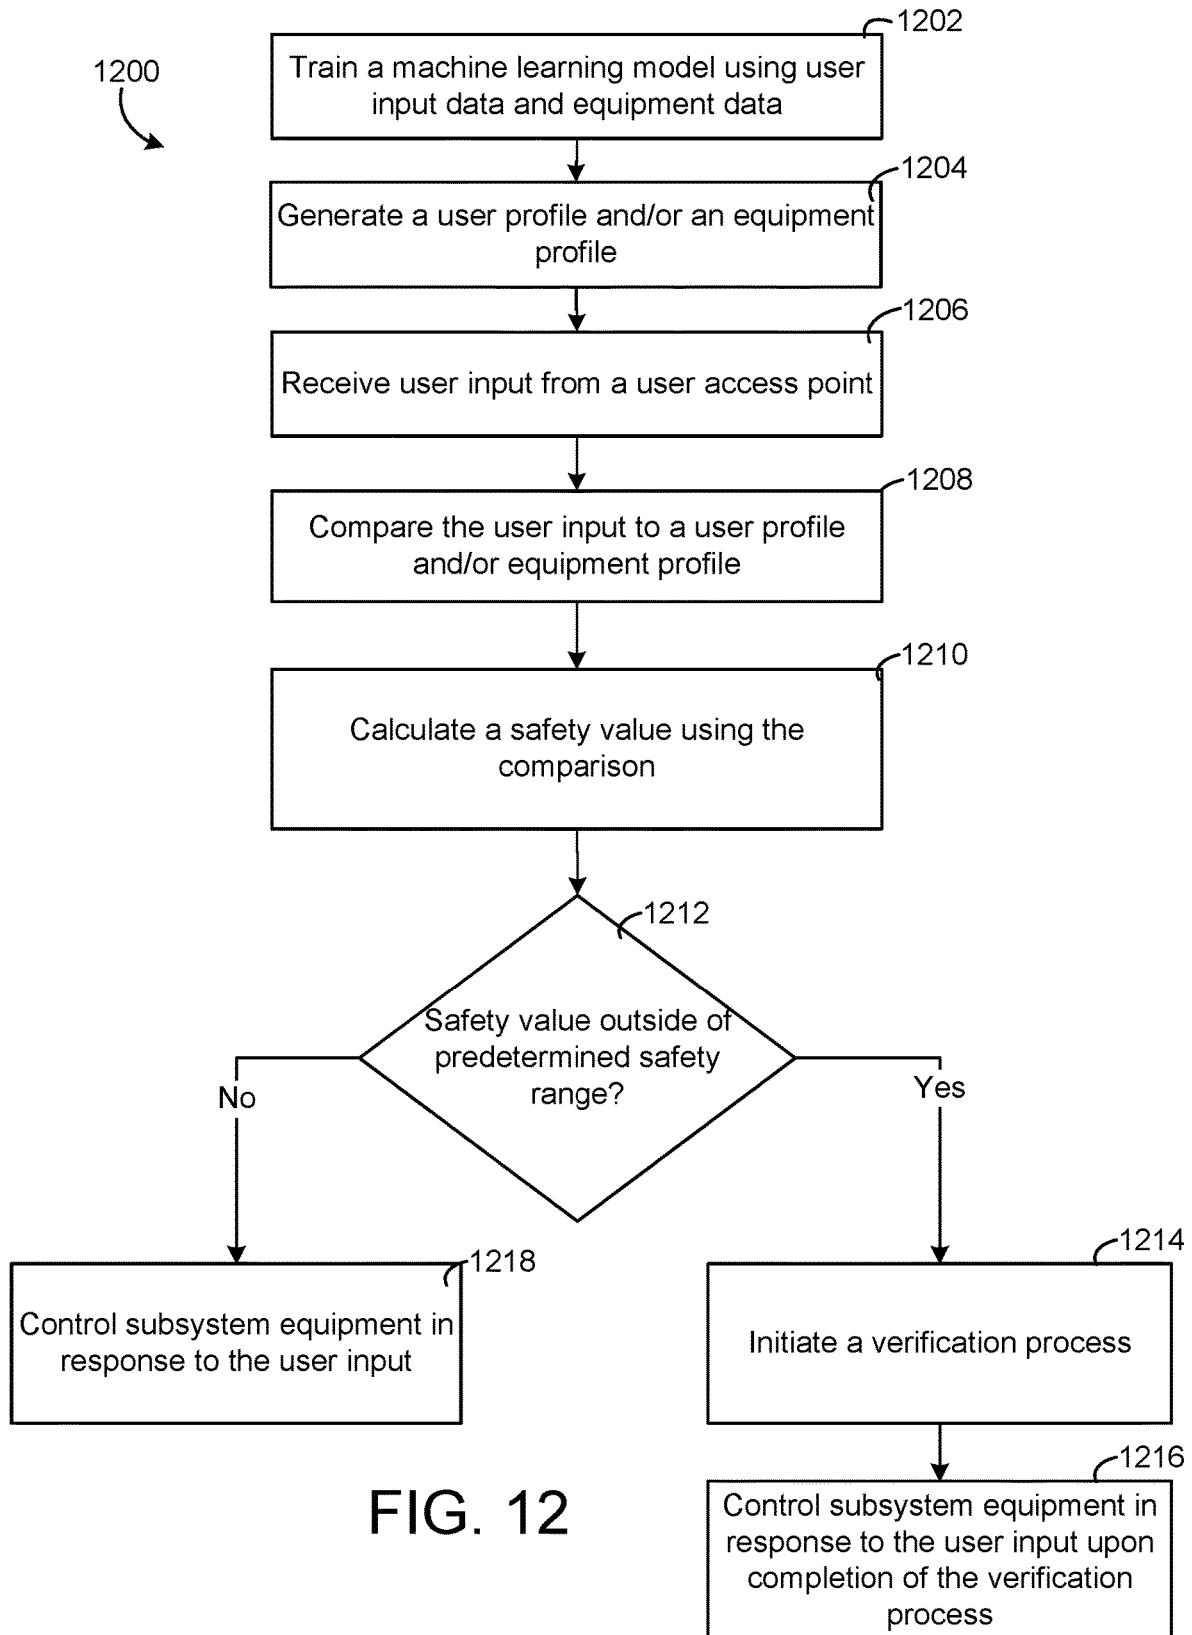 1202
Train a machine learning model using user
input data and equipment data
1200
1204
Generate a user profile and/or an equipment
profile
1206
Receive user input from a user access point
1208
Compare the user input to a user profile
and/or equipment profile
1210
Calculate a safety value using the
comparison
1212
Safety value outside of
predetermined safety
range?
No
Yes
1218
Control subsystem equipment in
response to the user input
1214
Initiate a verification process
1216
Control subsystem equipment in
response to the user input upon
completion of the verification
process
FIG. 12